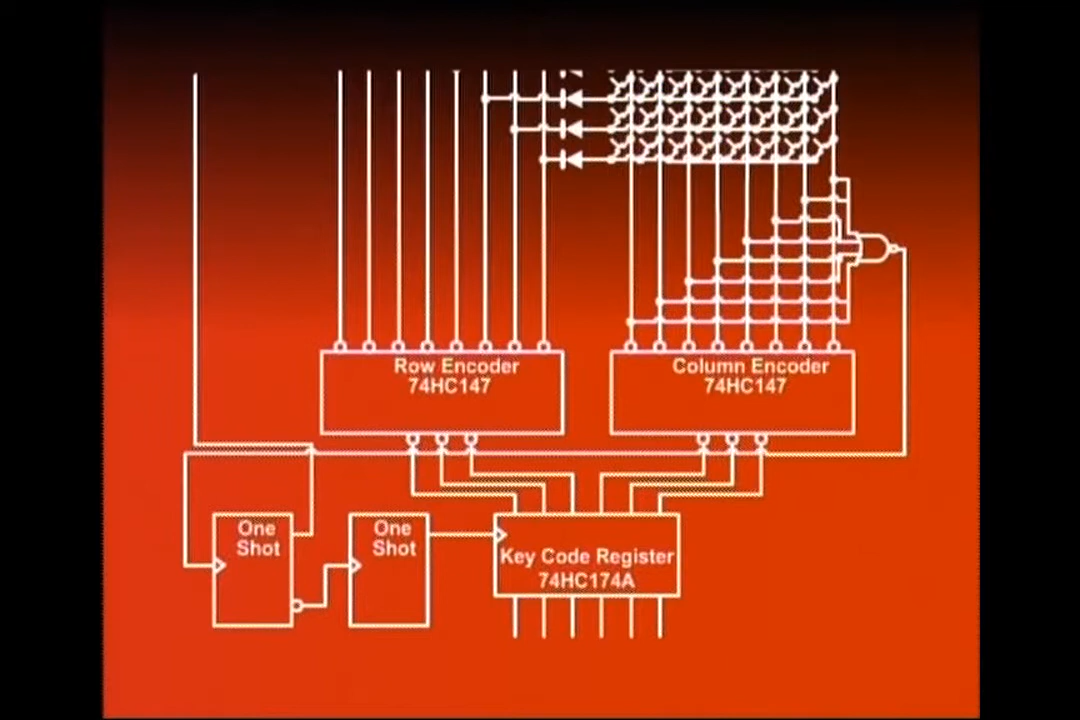 Row Encoder
74HC147
Column Encoder
74HC147
One
Shot
One
Shot
Key Code Register
74HC174A